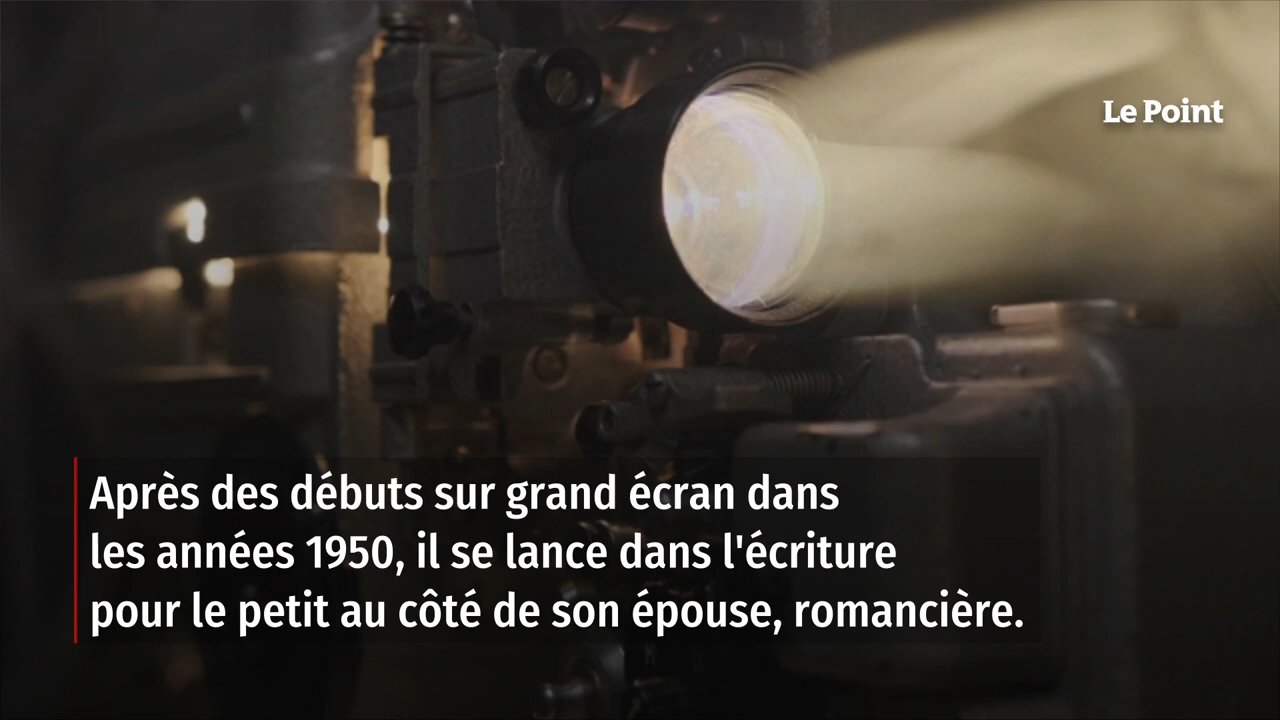 Le Point
Après des débuts sur grand écran dans
les années 1950, il se lance dans l'écriture
pour le petit au côté de son épouse, romancière.